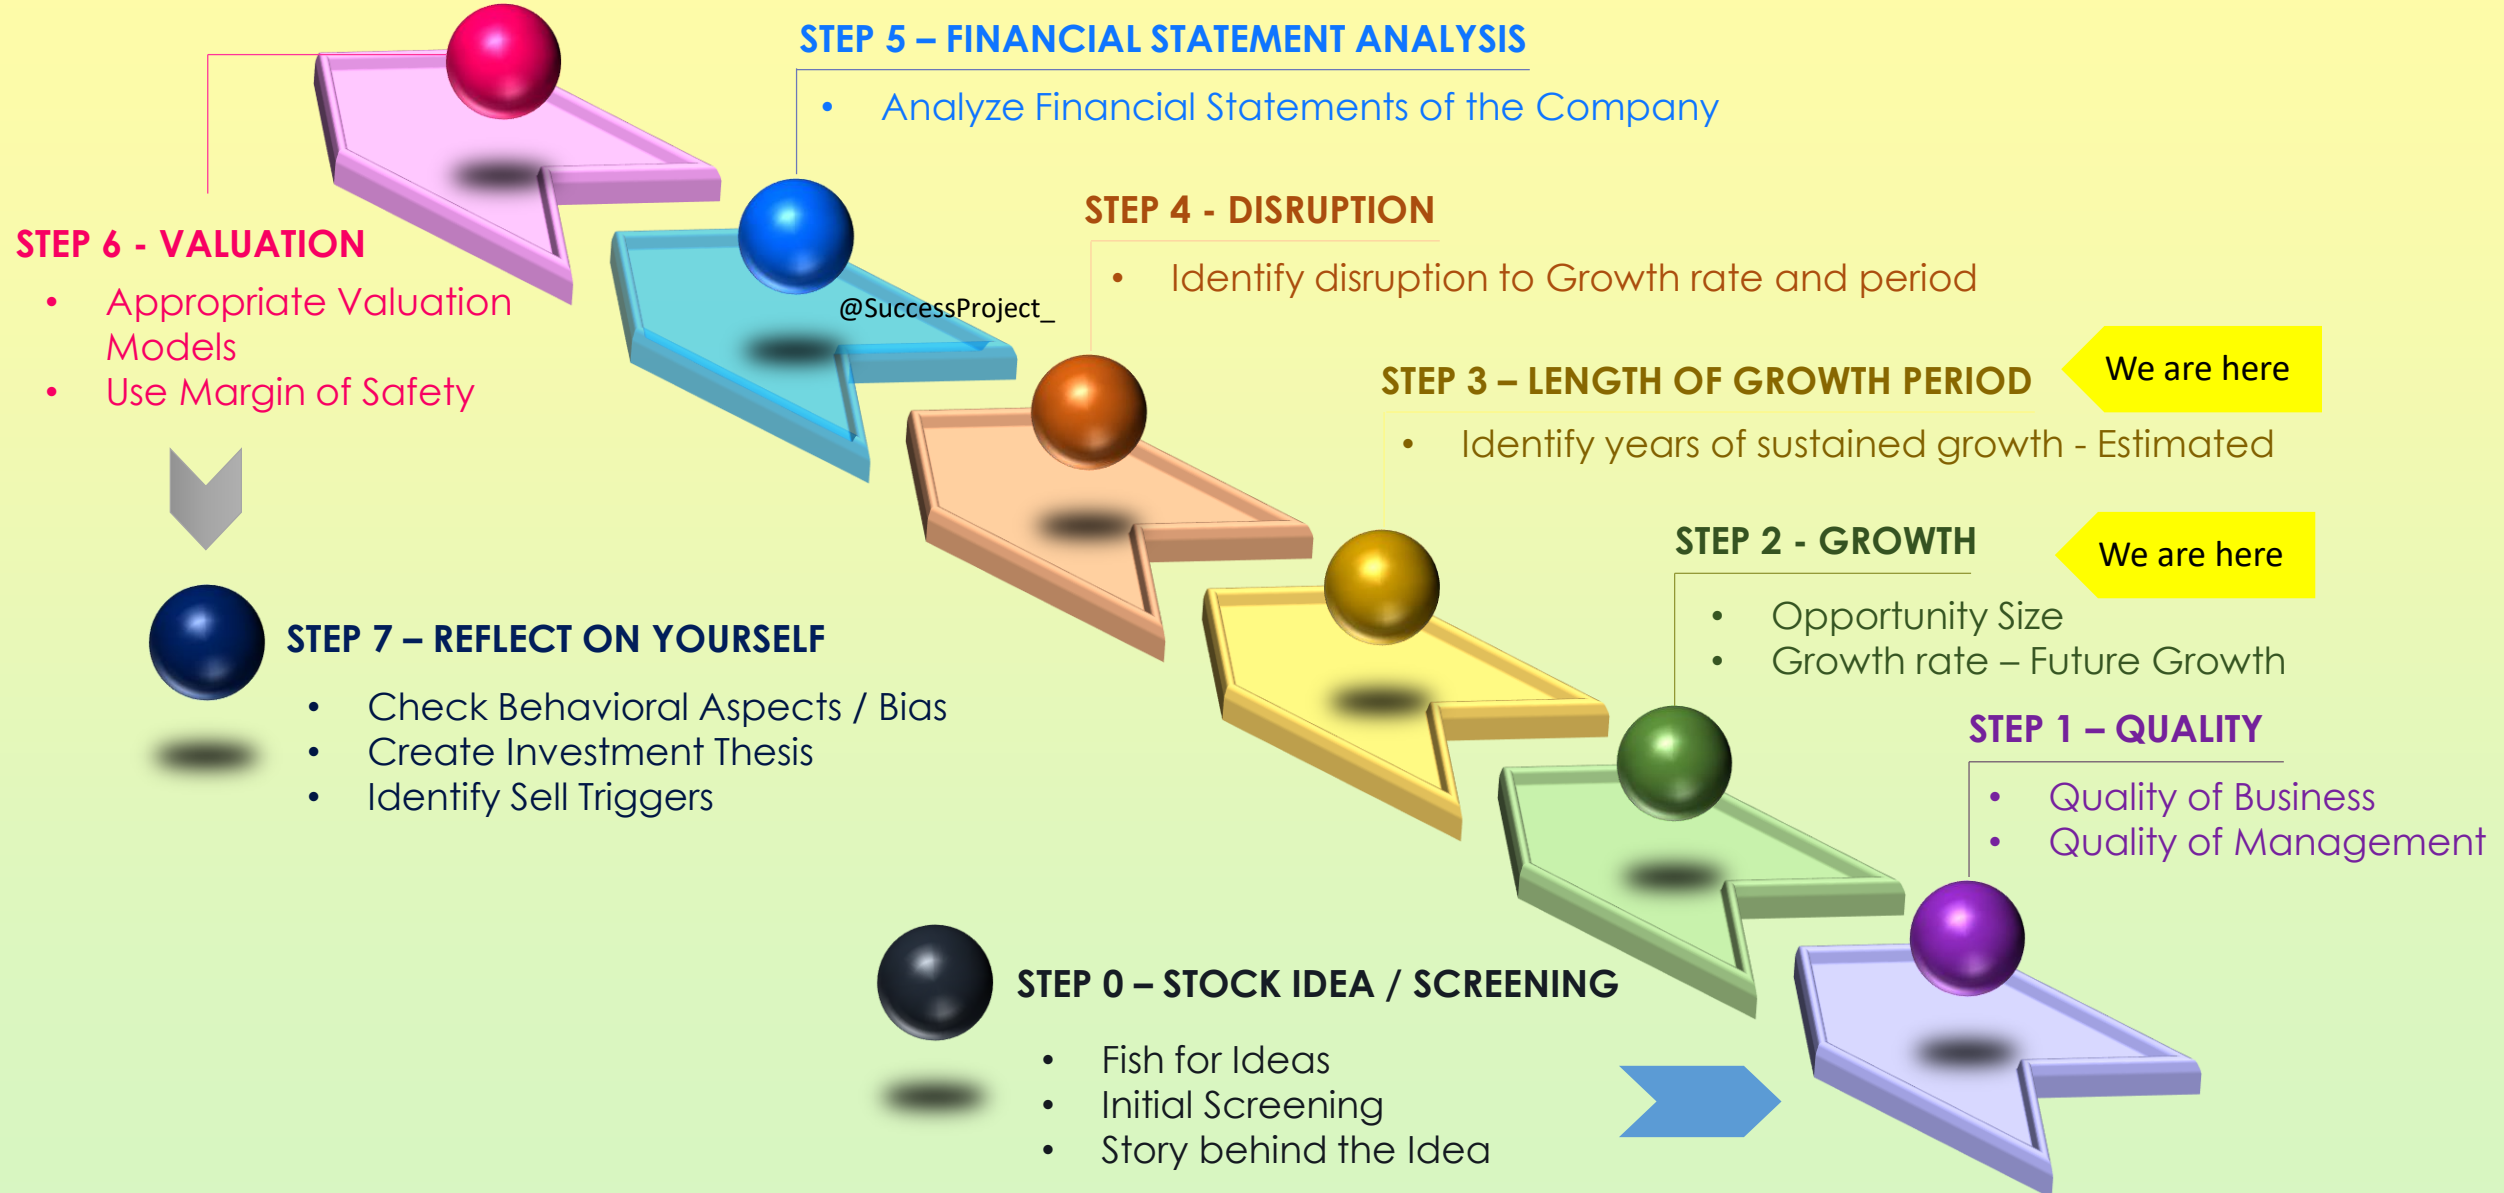 STEP 5 – FINANCIAL STATEMENT ANALYSIS
• Analyze Financial Statements of the Company
STEP 4 - DISRUPTION
• Identify disruption to Growth rate and period
STEP 6 - VALUATION
• Appropriate Valuation
Models
• Use Margin of Safety
@SuccessProject_
STEP 3 – LENGTH OF GROWTH PERIOD
We are here
• Identify years of sustained growth - Estimated
STEP 2 - GROWTH
We are here
• Opportunity Size
• Growth rate – Future Growth
STEP 7 – REFLECT ON YOURSELF
• Check Behavioral Aspects / Bias
• Create Investment Thesis
• Identify Sell Triggers
STEP 1 – QUALITY
• Quality of Business
• Quality of Management
STEP 0 – STOCK IDEA / SCREENING
• Fish for Ideas
• Initial Screening
• Story behind the Idea